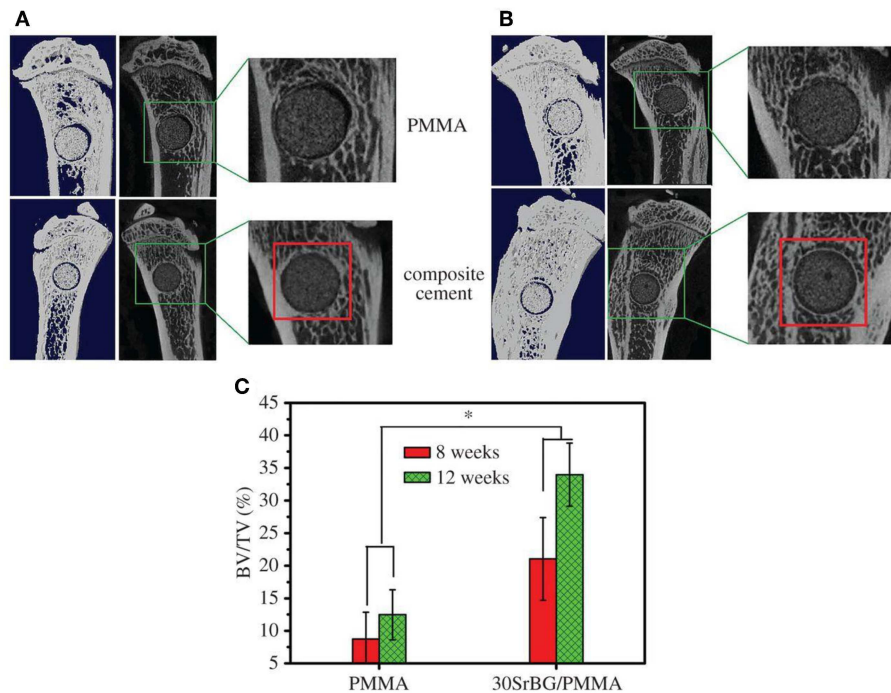 A
B
PMMA
composite
cement
C
45
40
35
30
25
20
15
10
5
BV/TV (%)
*
8 weeks
12 weeks
PMMA
30SrBG/PMMA